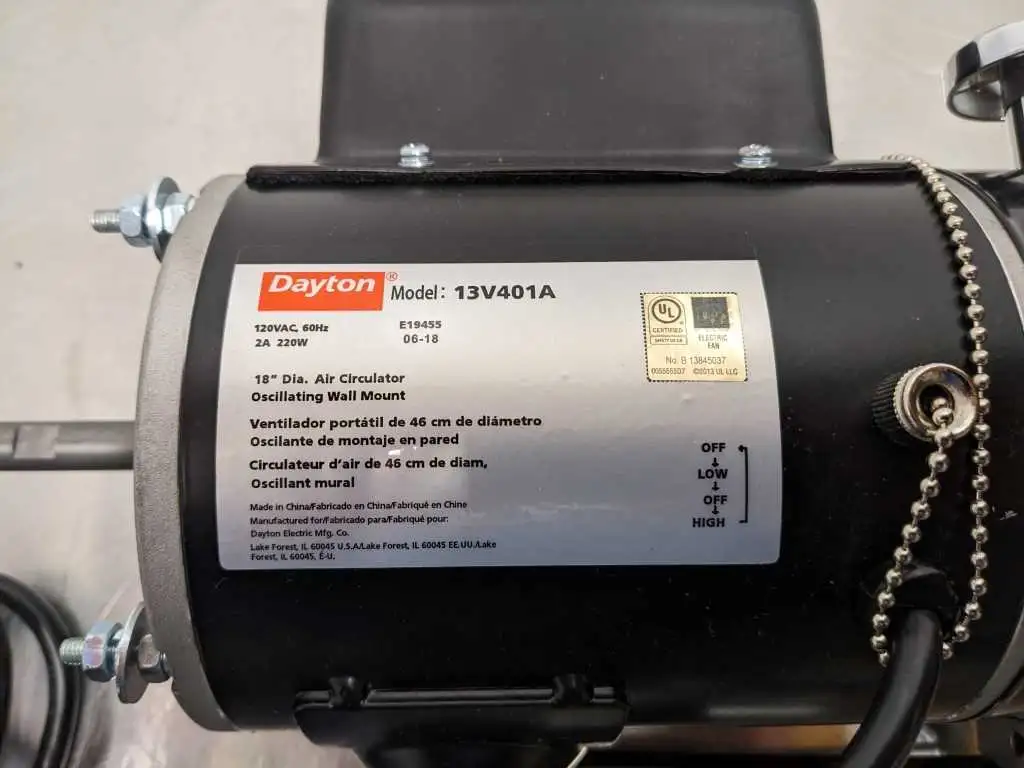 Dayton® Model: 13V401A
120VAC, 60Hz E19455
2A 220W 06-18
18" Dia. Air Circulator
Oscillating Wall Mount
Ventilador portátil de 46 cm de diámetro
Oscilante de montaje en pared
Circulateur d'air de 46 cm de diam,
Oscillant mural
Made in China/Fabricado en China/Fabriqué en Chine
Manufactured for/Fabricado para/Fabriqué pour:
Dayton Electric Mfg. Co.
Lake Forest, IL 60045 U.S.A/Lake Forest, IL 60045 EE.UU./Lake
Forest, IL 60045, É-U.
UL
CERTIFIED
ELECTRIC
FAN
No. B 13845037
©2013 UL LLC
OFF
LOW
OFF
HIGH